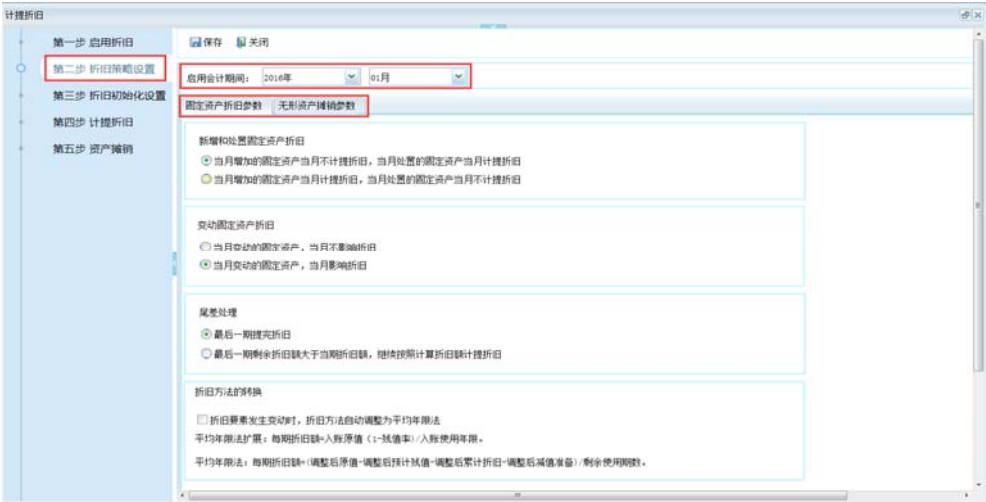 计提折旧
第一步 启用折旧
第二步 折旧策略设置
第三步 折旧初始化设置
第四步 计提折旧
第五步 资产摊销
保存 关闭
启用会计期间： 2016年 01月
固定资产折旧参数 无形资产摊销参数
新增和处置固定资产折旧
当月增加的固定资产当月不计提折旧，当月处置的固定资产当月计提折旧
当月增加的固定资产当月计提折旧，当月处置的固定资产当月不计提折旧
变动固定资产折旧
当月变动的固定资产，当月不影响折旧
当月变动的固定资产，当月影响折旧
尾差处理
最后一期提完折旧
最后一期剩余折旧额大于当期折旧额，继续按照计算折旧额计提折旧
折旧方法的转换
折旧要素发生变动时，折旧方法自动调整为平均年限法
平均年限法扩展：每期折旧额=入账原值（1-残值率)/入账使用年限。
平均年限法：每期折旧额=(调整后原值-调整后预计残值-调整后累计折旧-调整后减值准备)/剩余使用期数。